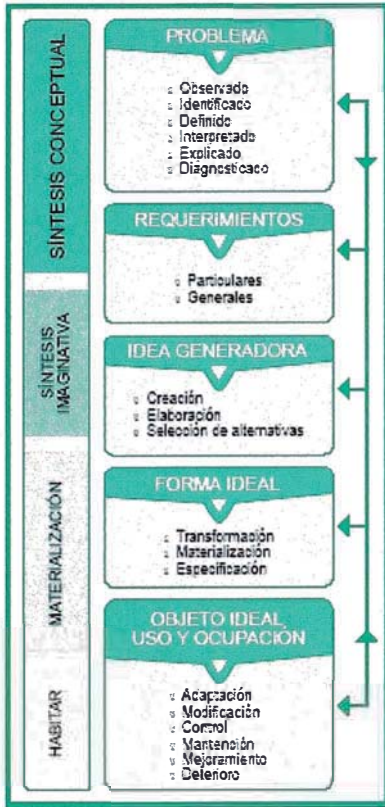 SÍNTESIS CONCEPTUAL
PROBLEMA
Observado
Identificado
Definido
Interpretado
Explicado
Diagnosticado
REQUERIMIENTOS
Particulares
Generales
SÍNTESIS
IMAGINATIVA
IDEA GENERADORA
Creación
Elaboración
Selección de alternativas
MATERIALIZACIÓN
FORMA IDEAL
Transformación
Materialización
Especificación
HABITAR
OBJETO IDEAL,
USO Y OCUPACIÓN
Adaptación
Modificación
Control
Mantención
Mejoramiento
Deterioro